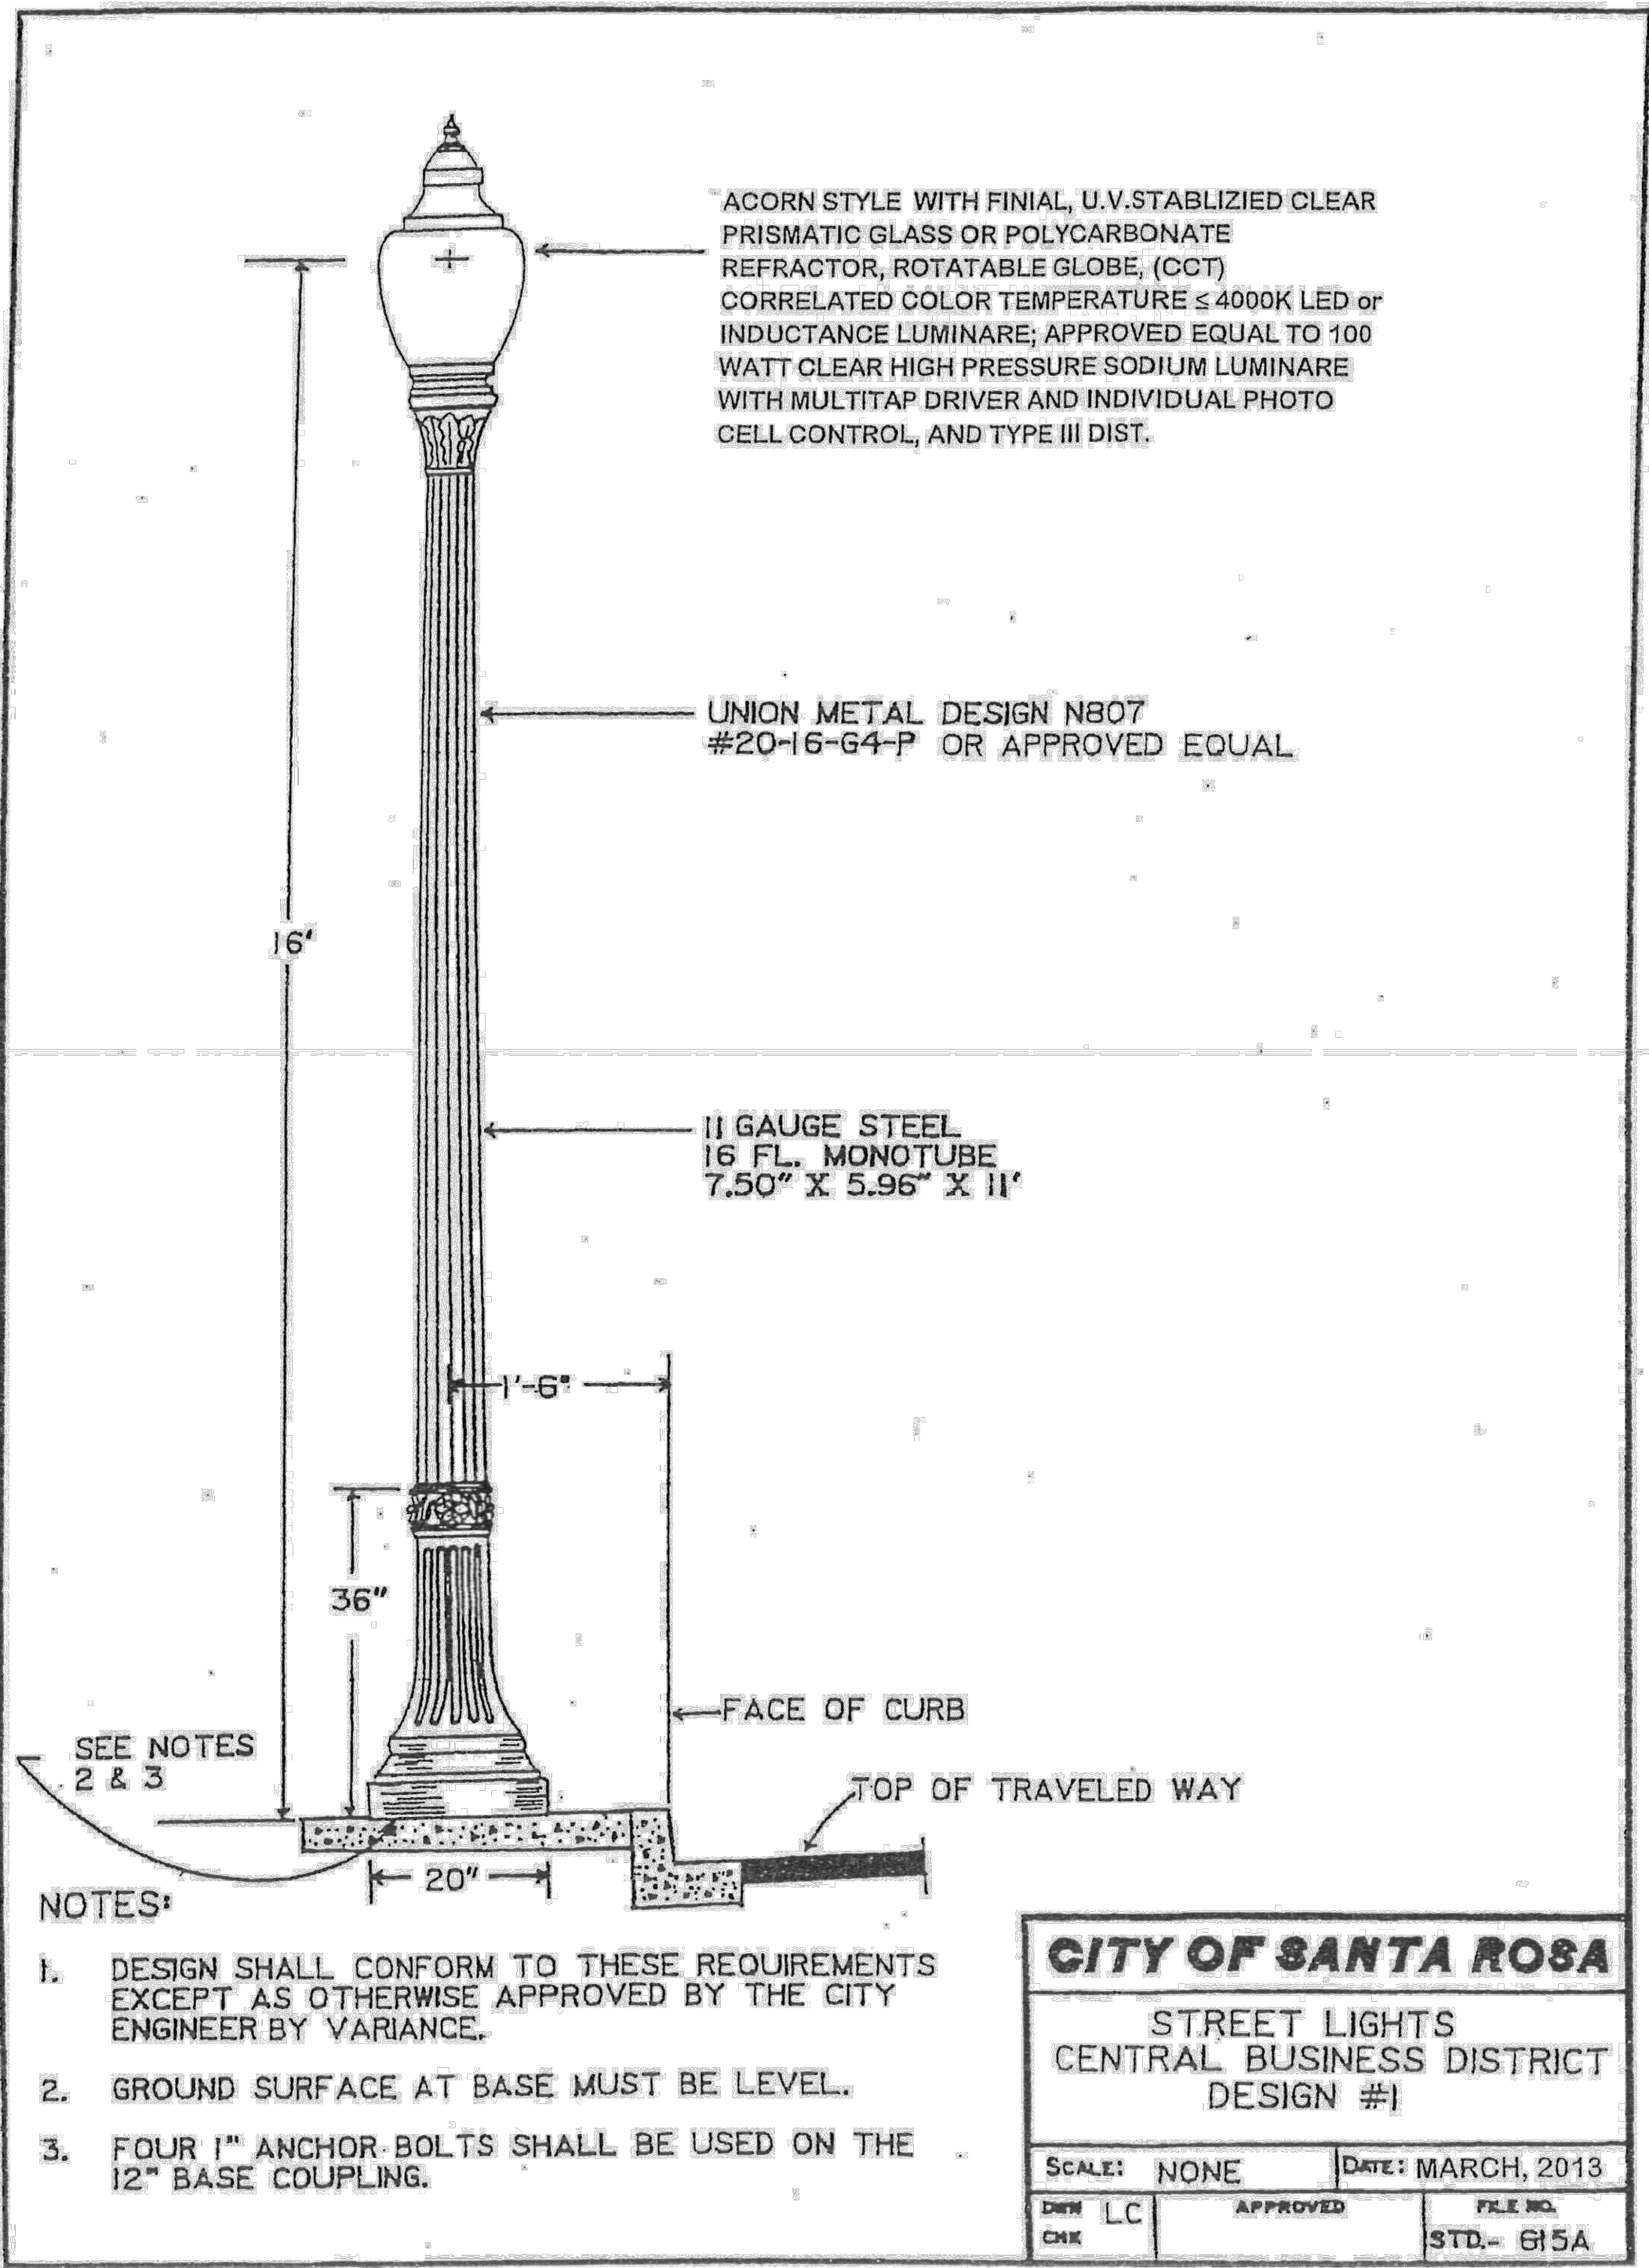 ACORN STYLE WITH FINIAL, U.V.STABLIZIED CLEAR
PRISMATIC GLASS OR POLYCARBONATE
REFRACTOR, ROTATABLE GLOBE, (CCT)
CORRELATED COLOR TEMPERATURE ≤ 4000K LED or
INDUCTANCE LUMINARE; APPROVED EQUAL TO 100
WATT CLEAR HIGH PRESSURE SODIUM LUMINARE
WITH MULTITAP DRIVER AND INDIVIDUAL PHOTO
CELL CONTROL, AND TYPE III DIST.
UNION METAL DESIGN N807
#20-16-G4-P OR APPROVED EQUAL
16'
11 GAUGE STEEL
16 FL. MONOTUBE
7.50" X 5.96" X 11'
1'-6"
36"
FACE OF CURB
SEE NOTES
2 & 3
TOP OF TRAVELED WAY
20"
NOTES:
1. DESIGN SHALL CONFORM TO THESE REQUIREMENTS
EXCEPT AS OTHERWISE APPROVED BY THE CITY
ENGINEER BY VARIANCE.
2. GROUND SURFACE AT BASE MUST BE LEVEL.
3. FOUR 1" ANCHOR BOLTS SHALL BE USED ON THE
12" BASE COUPLING.
CITY OF SANTA ROSA
STREET LIGHTS
CENTRAL BUSINESS DISTRICT
DESIGN #1
SCALE: NONE
DATE: MARCH, 2013
DWN LC
CHK
APPROVED
FILE NO.
STD.- 615A